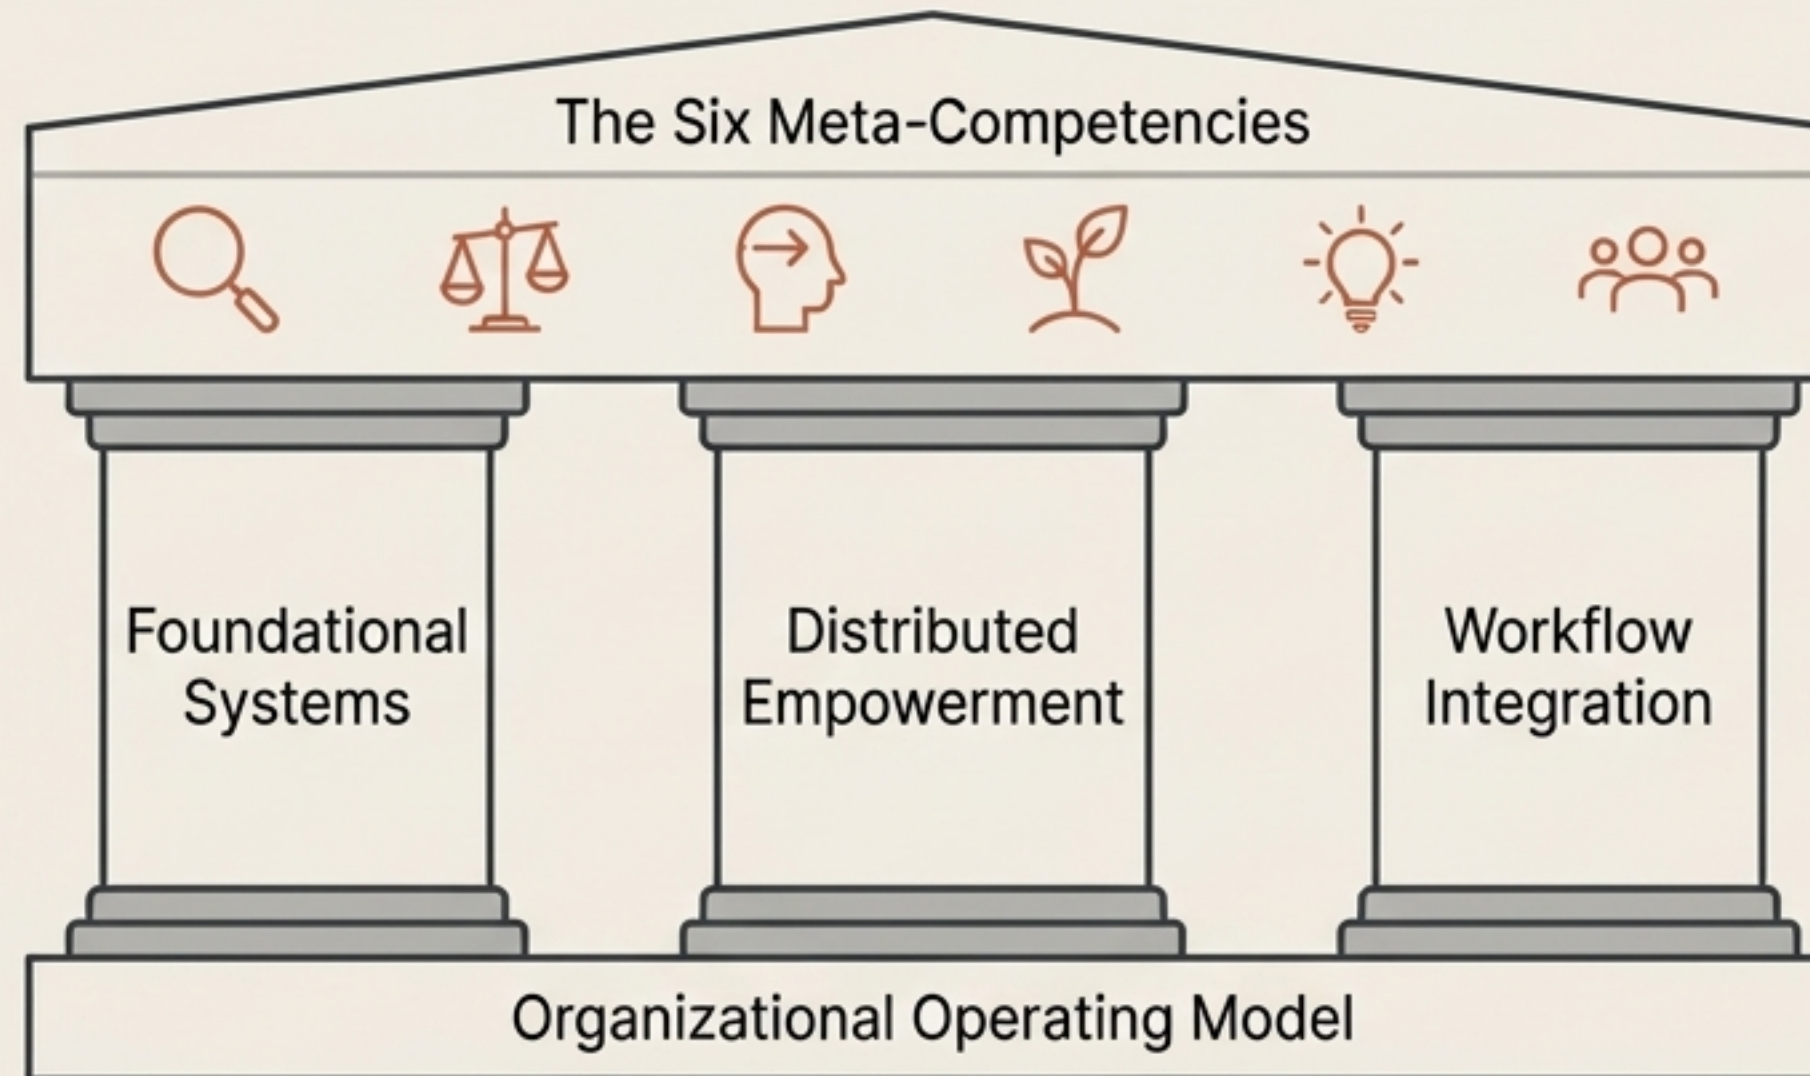 The Six Meta-Competencies
Foundational
Systems
Distributed
Empowerment
Workflow
Integration
Organizational Operating Model